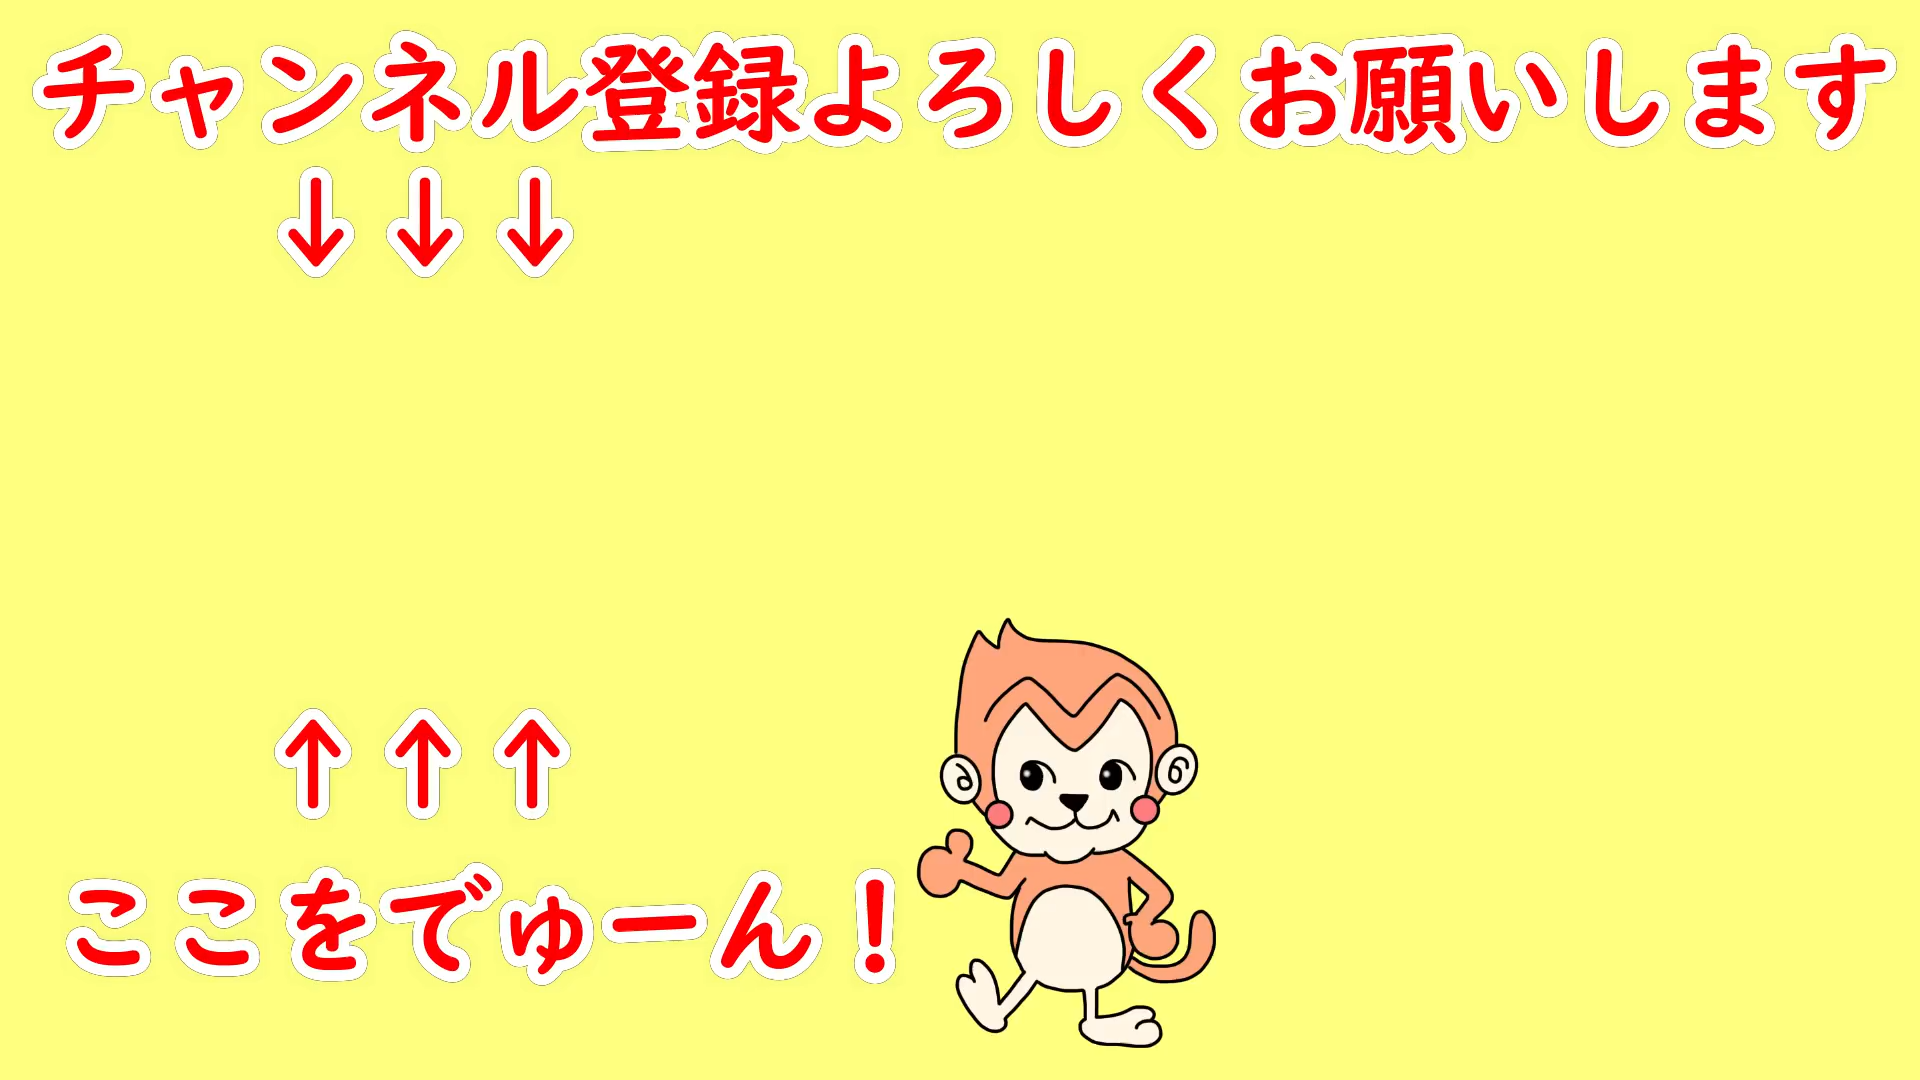 チャンネル登録よろしくお願いします
↓↓↓
↑↑↑
ここをでゅーん！